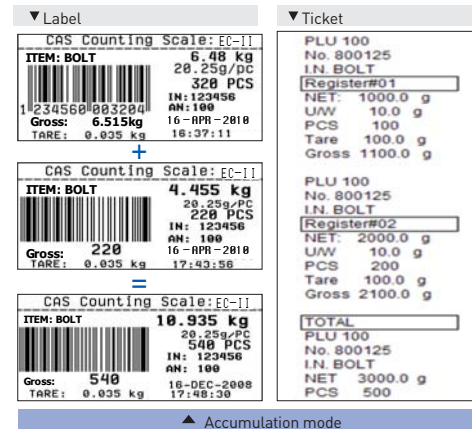 ▼Label
CAS Counting Scale: EC-II
ITEM: BOLT
6.48 kg
20.25g/pc
320 PCS
IN:123456
AN:100
1 234560 003204
Gross: 6.515kg
16-APR-2010
TARE: 0.035 kg
16:37:11
+
CAS Counting Scale: EC-II
ITEM: BOLT
4.455 kg
20.25g/PC
220 PCS
IN: 123456
AN: 100
Gross: 220
16-APR-2010
TARE: 0.035 kg
17:43:56
=
CAS Counting Scale: EC-II
ITEM: BOLT
10.935 kg
20.25g/PC
540 PCS
IN: 123456
AN: 100
Gross: 540
16-DEC-2008
TARE: 0.035 kg
17:48:30
▼Ticket
PLU 100
No. 800125
I.N. BOLT
Register#01
NET: 1000.0 g
U/W 10.0 g
PCS 100
Tare 100.0 g
Gross 1100.0 g
PLU 100
No. 800125
I.N. BOLT
Register#02
NET: 2000.0 g
U/W 10.0 g
PCS 200
Tare 100.0 g
Gross 2100.0 g
TOTAL
PLU 100
No. 800125
I.N. BOLT
NET 3000.0 g
PCS 500
▲ Accumulation mode